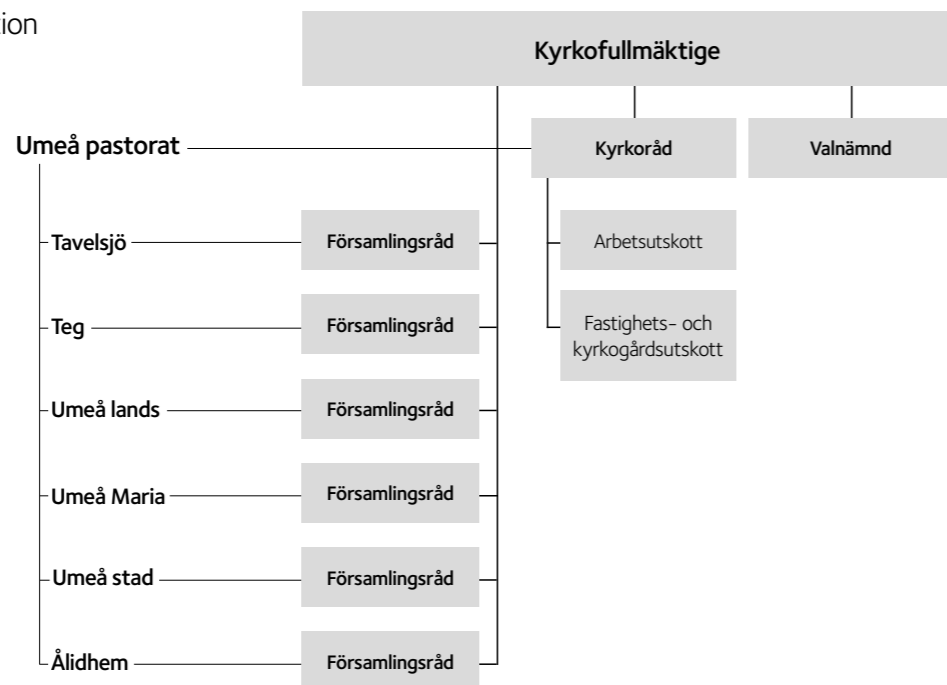 tion
Kyrkofullmäktige
Umeå pastorat
Kyrkoråd
Valnämnd
Tavelsjö
Församlingsråd
Arbetsutskott
Teg
Församlingsråd
Fastighets- och
kyrkogårdsutskott
Umeå lands
Församlingsråd
Umeå Maria
Församlingsråd
Umeå stad
Församlingsråd
Ålidhem
Församlingsråd